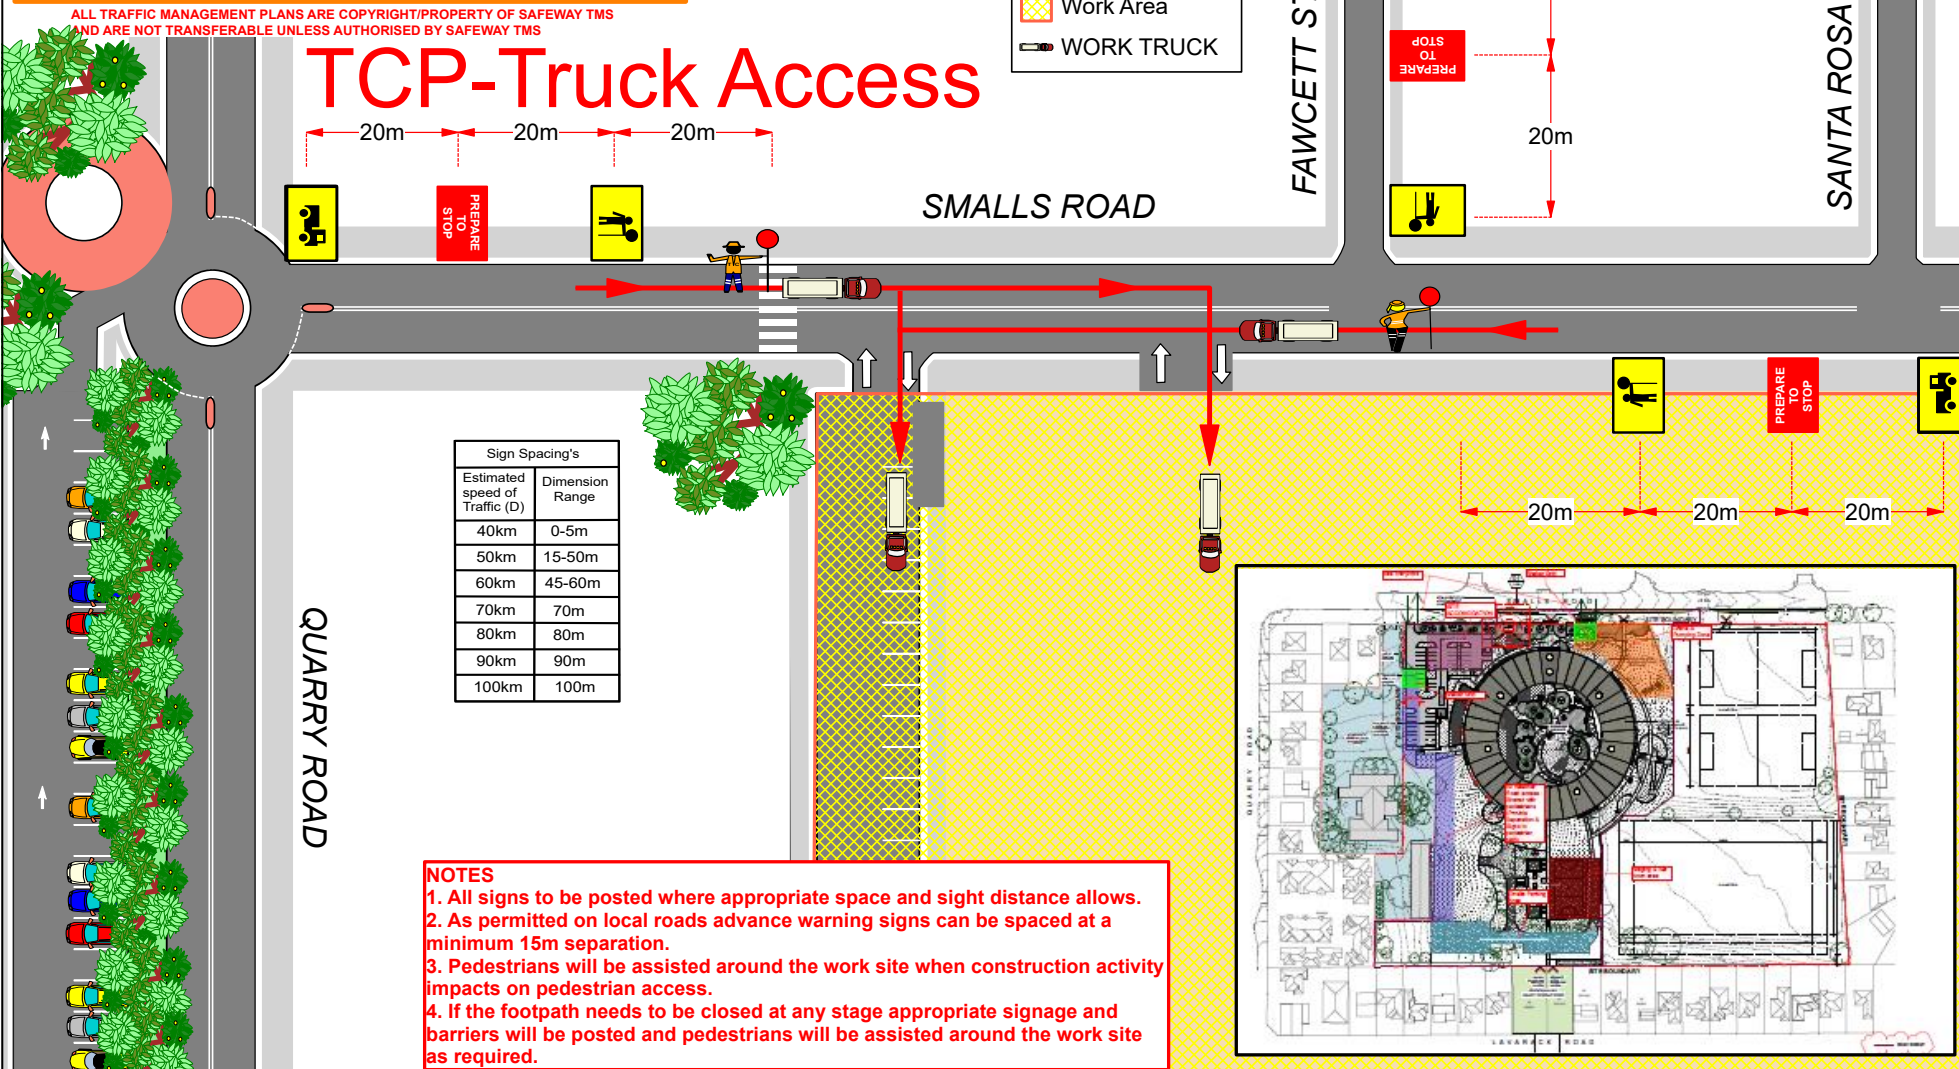 ALL TRAFFIC MANAGEMENT PLANS ARE COPYRIGHT/PROPERTY OF SAFEWAY TMS
AND ARE NOT TRANSFERABLE UNLESS AUTHORISED BY SAFEWAY TMS
TCP-Truck Access
Work Area
WORK TRUCK
FAWCETT ST
SANTA ROSA
PREPARE
TO
STOP
20m
20m
20m
20m
PREPARE
TO
STOP
SMALLS ROAD
PREPARE
TO
STOP
20m
20m
20m
Sign Spacing's
Estimated
speed of
Traffic (D)
Dimension
Range
40km 0-5m
50km 15-50m
60km 45-60m
70km 70m
80km 80m
90km 90m
100km 100m
QUARRY ROAD
NOTES
1. All signs to be posted where appropriate space and sight distance allows.
2. As permitted on local roads advance warning signs can be spaced at a
minimum 15m separation.
3. Pedestrians will be assisted around the work site when construction activity
impacts on pedestrian access.
4. If the footpath needs to be closed at any stage appropriate signage and
barriers will be posted and pedestrians will be assisted around the work site
as required.
SMALLS ROAD
QUARRY ROAD
LAVARACK ROAD